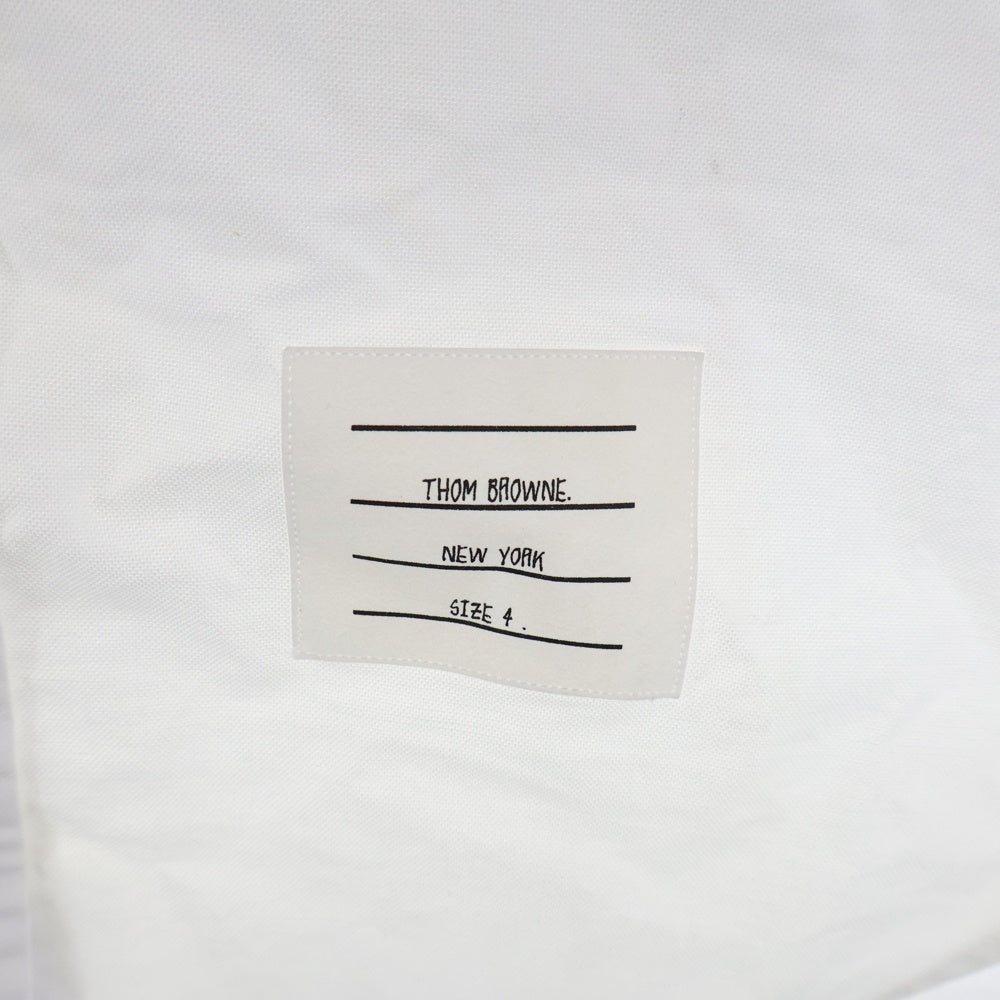 THOM BROWNE.
NEW YORK
SIZE 4 .